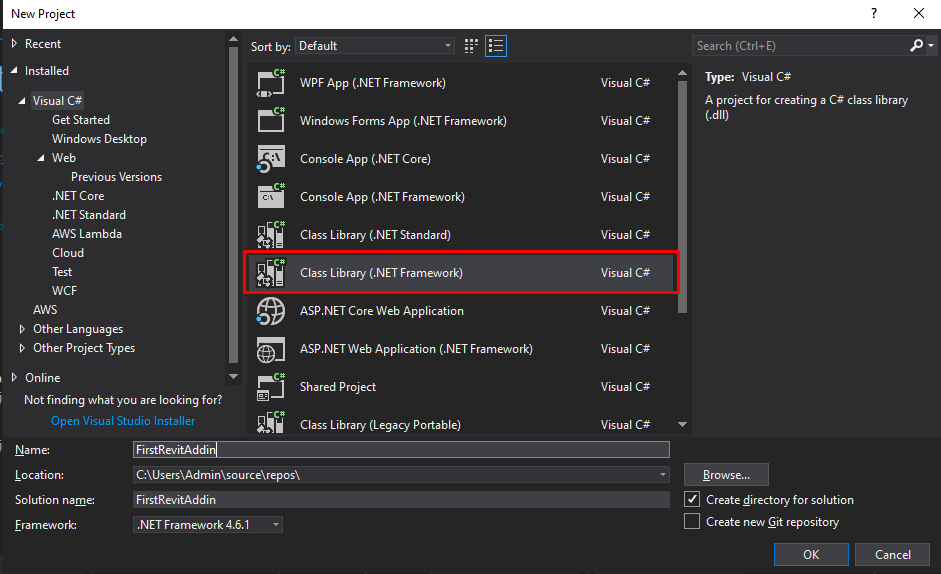 New Project
?
Recent
Installed
Visual C#
Get Started
Windows Desktop
Web
Previous Versions
.NET Core
.NET Standard
AWS Lambda
Cloud
Test
WCF
AWS
Other Languages
Other Project Types
Online
Not finding what you are looking for?
Open Visual Studio Installer
Sort by: Default
WPF App (.NET Framework) Visual C#
Windows Forms App (.NET Framework) Visual C#
Console App (.NET Core) Visual C#
Console App (.NET Framework) Visual C#
Class Library (.NET Standard) Visual C#
Class Library (.NET Framework) Visual C#
ASP.NET Core Web Application Visual C#
ASP.NET Web Application (.NET Framework) Visual C#
Shared Project Visual C#
Class Library (Legacy Portable) Visual C#
Search (Ctrl+E)
Type: Visual C#
A project for creating a C# class library
(.dll)
Name: FirstRevitAddin
Location: C:\Users\Admin\source\repos\
Browse...
Solution name: FirstRevitAddin
Create directory for solution
Framework: .NET Framework 4.6.1
Create new Git repository
OK Cancel